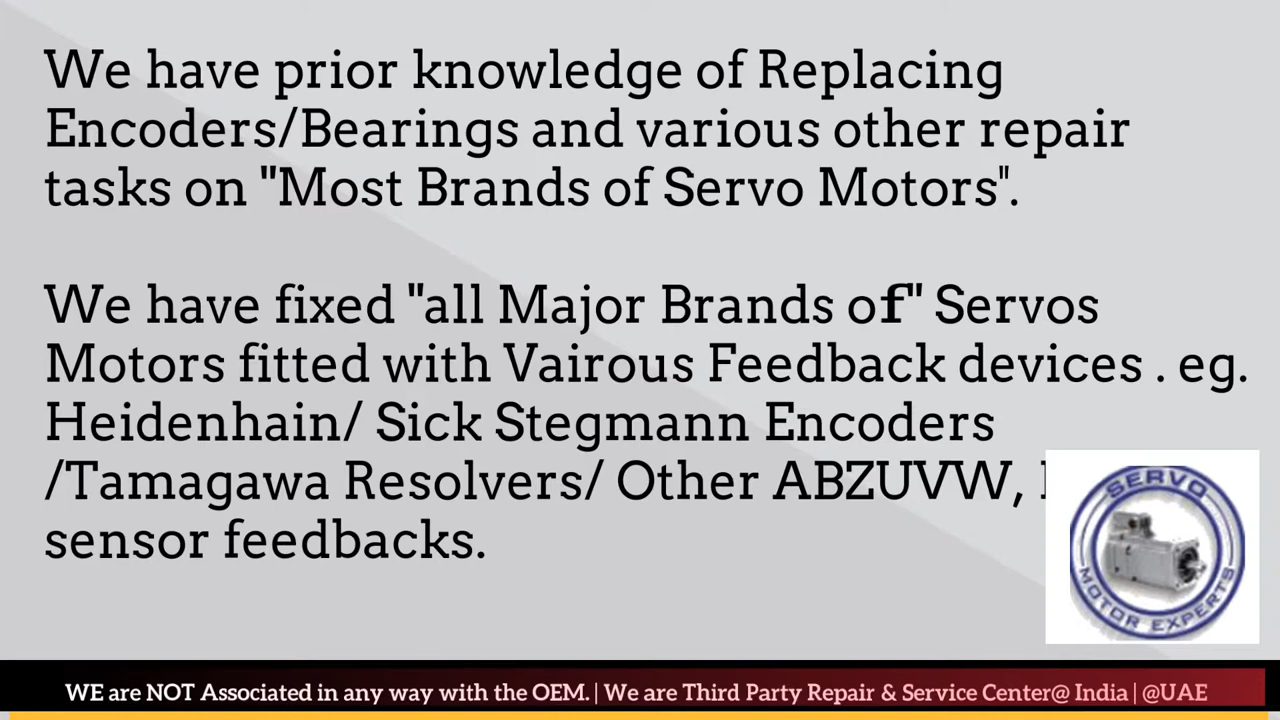 We have prior knowledge of Replacing
Encoders/Bearings and various other repair
tasks on "Most Brands of Servo Motors".
We have fixed "all Major Brands of" Servos
Motors fitted with Vairous Feedback devices . eg.
Heidenhain/ Sick Stegmann Encoders
/Tamagawa Resolvers/ Other ABZUVW,
sensor feedbacks.
SERVO
MOTOR EXPERTS
WE are NOT Associated in any way with the OEM. | We are Third Party Repair & Service Center@ India | @UAE